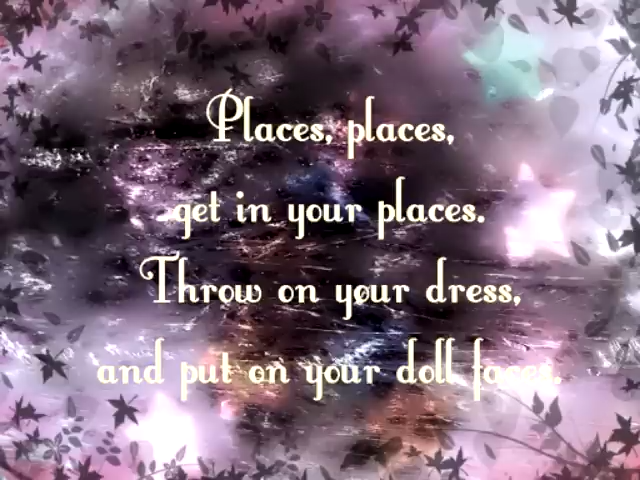 Places, places,
get in your places.
Throw on your dress,
and put on your doll faces.